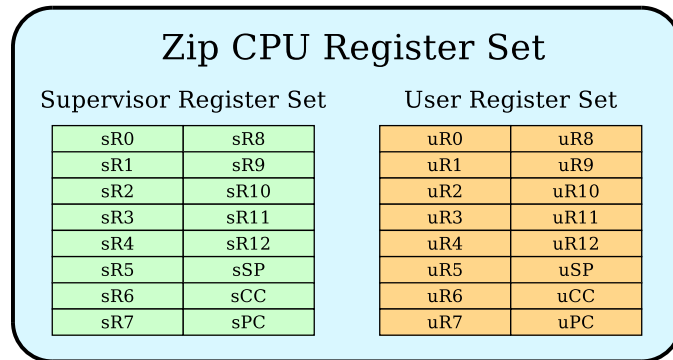 Zip CPU Register Set
Supervisor Register Set User Register Set
sR0 sR8 uR0 uR8
sR1 sR9 uR1 uR9
sR2 sR10 uR2 uR10
sR3 sR11 uR3 uR11
sR4 sR12 uR4 uR12
sR5 sSP uR5 uSP
sR6 sCC uR6 uCC
sR7 sPC uR7 uPC